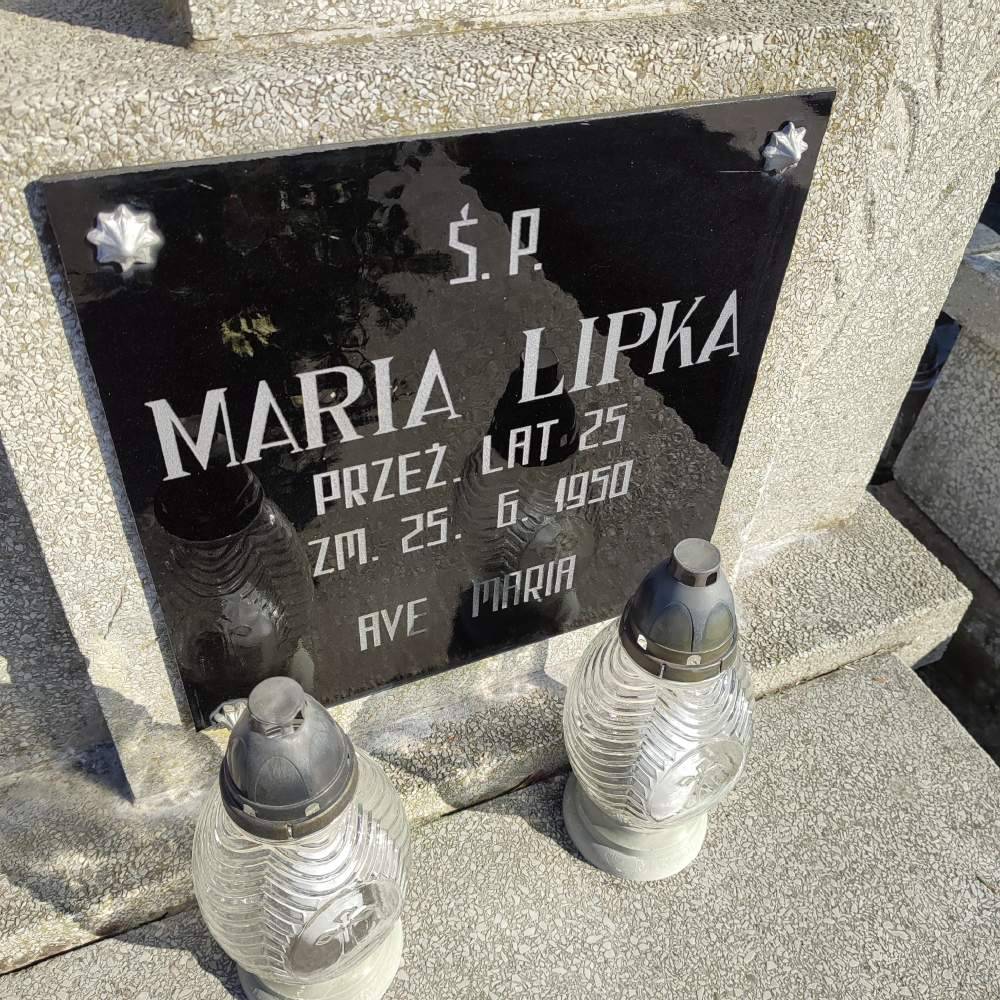 Ś. P.
MARIA LIPKA
PRZEŻ. LAT 25
ZM. 25. 6. 1950
AVE MARIA